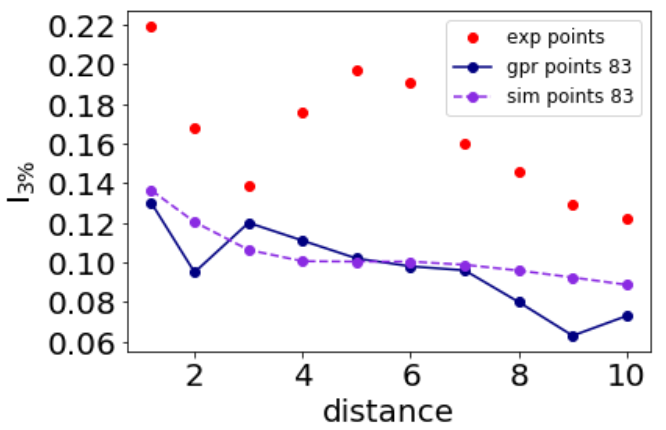 0.22
0.20
0.18
0.16
0.14
0.12
0.10
0.08
0.06
I3%
exp points
gpr points 83
sim points 83
2 4 6 8 10
distance